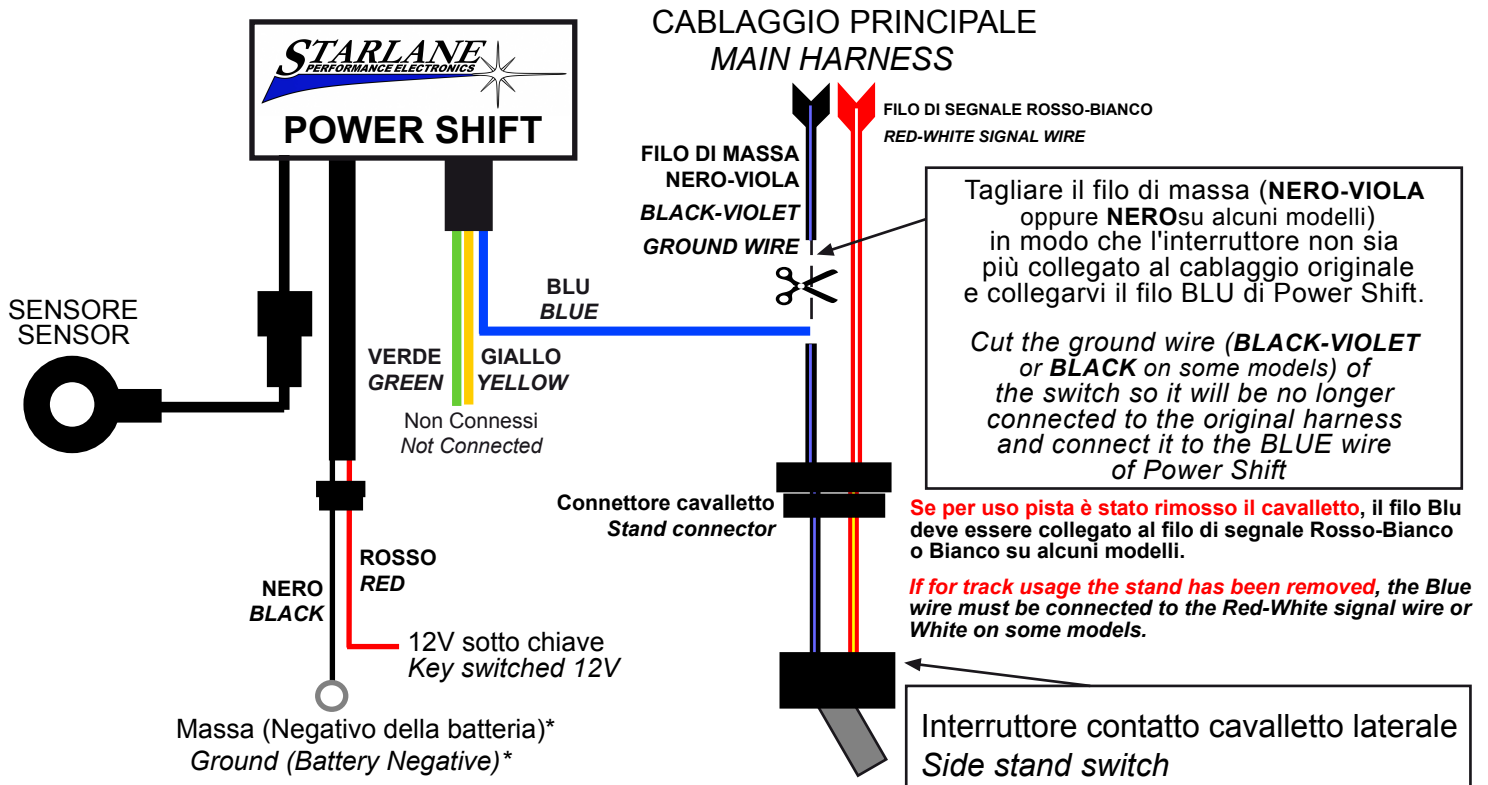 STARLANE
PERFORMANCE ELECTRONICS
POWER SHIFT
CABLAGGIO PRINCIPALE
MAIN HARNESS
FILO DI SEGNALE ROSSO-BIANCO
RED-WHITE SIGNAL WIRE
FILO DI MASSA
NERO-VIOLA
BLACK-VIOLET
GROUND WIRE
Tagliare il filo di massa (NERO-VIOLA
oppure NEROsu alcuni modelli)
in modo che l'interruttore non sia
più collegato al cablaggio originale
e collegarvi il filo BLU di Power Shift.
Cut the ground wire (BLACK-VIOLET
or BLACK on some models) of
the switch so it will be no longer
connected to the original harness
and connect it to the BLUE wire
of Power Shift
BLU
BLUE
SENSORE
SENSOR
VERDE
GREEN
GIALLO
YELLOW
Non Connessi
Not Connected
Connettore cavalletto
Stand connector
Se per uso pista è stato rimosso il cavalletto, il filo Blu
deve essere collegato al filo di segnale Rosso-Bianco
o Bianco su alcuni modelli.
If for track usage the stand has been removed, the Blue
wire must be connected to the Red-White signal wire or
White on some models.
ROSSO
RED
NERO
BLACK
12V sotto chiave
Key switched 12V
Massa (Negativo della batteria)*
Ground (Battery Negative)*
Interruttore contatto cavalletto laterale
Side stand switch